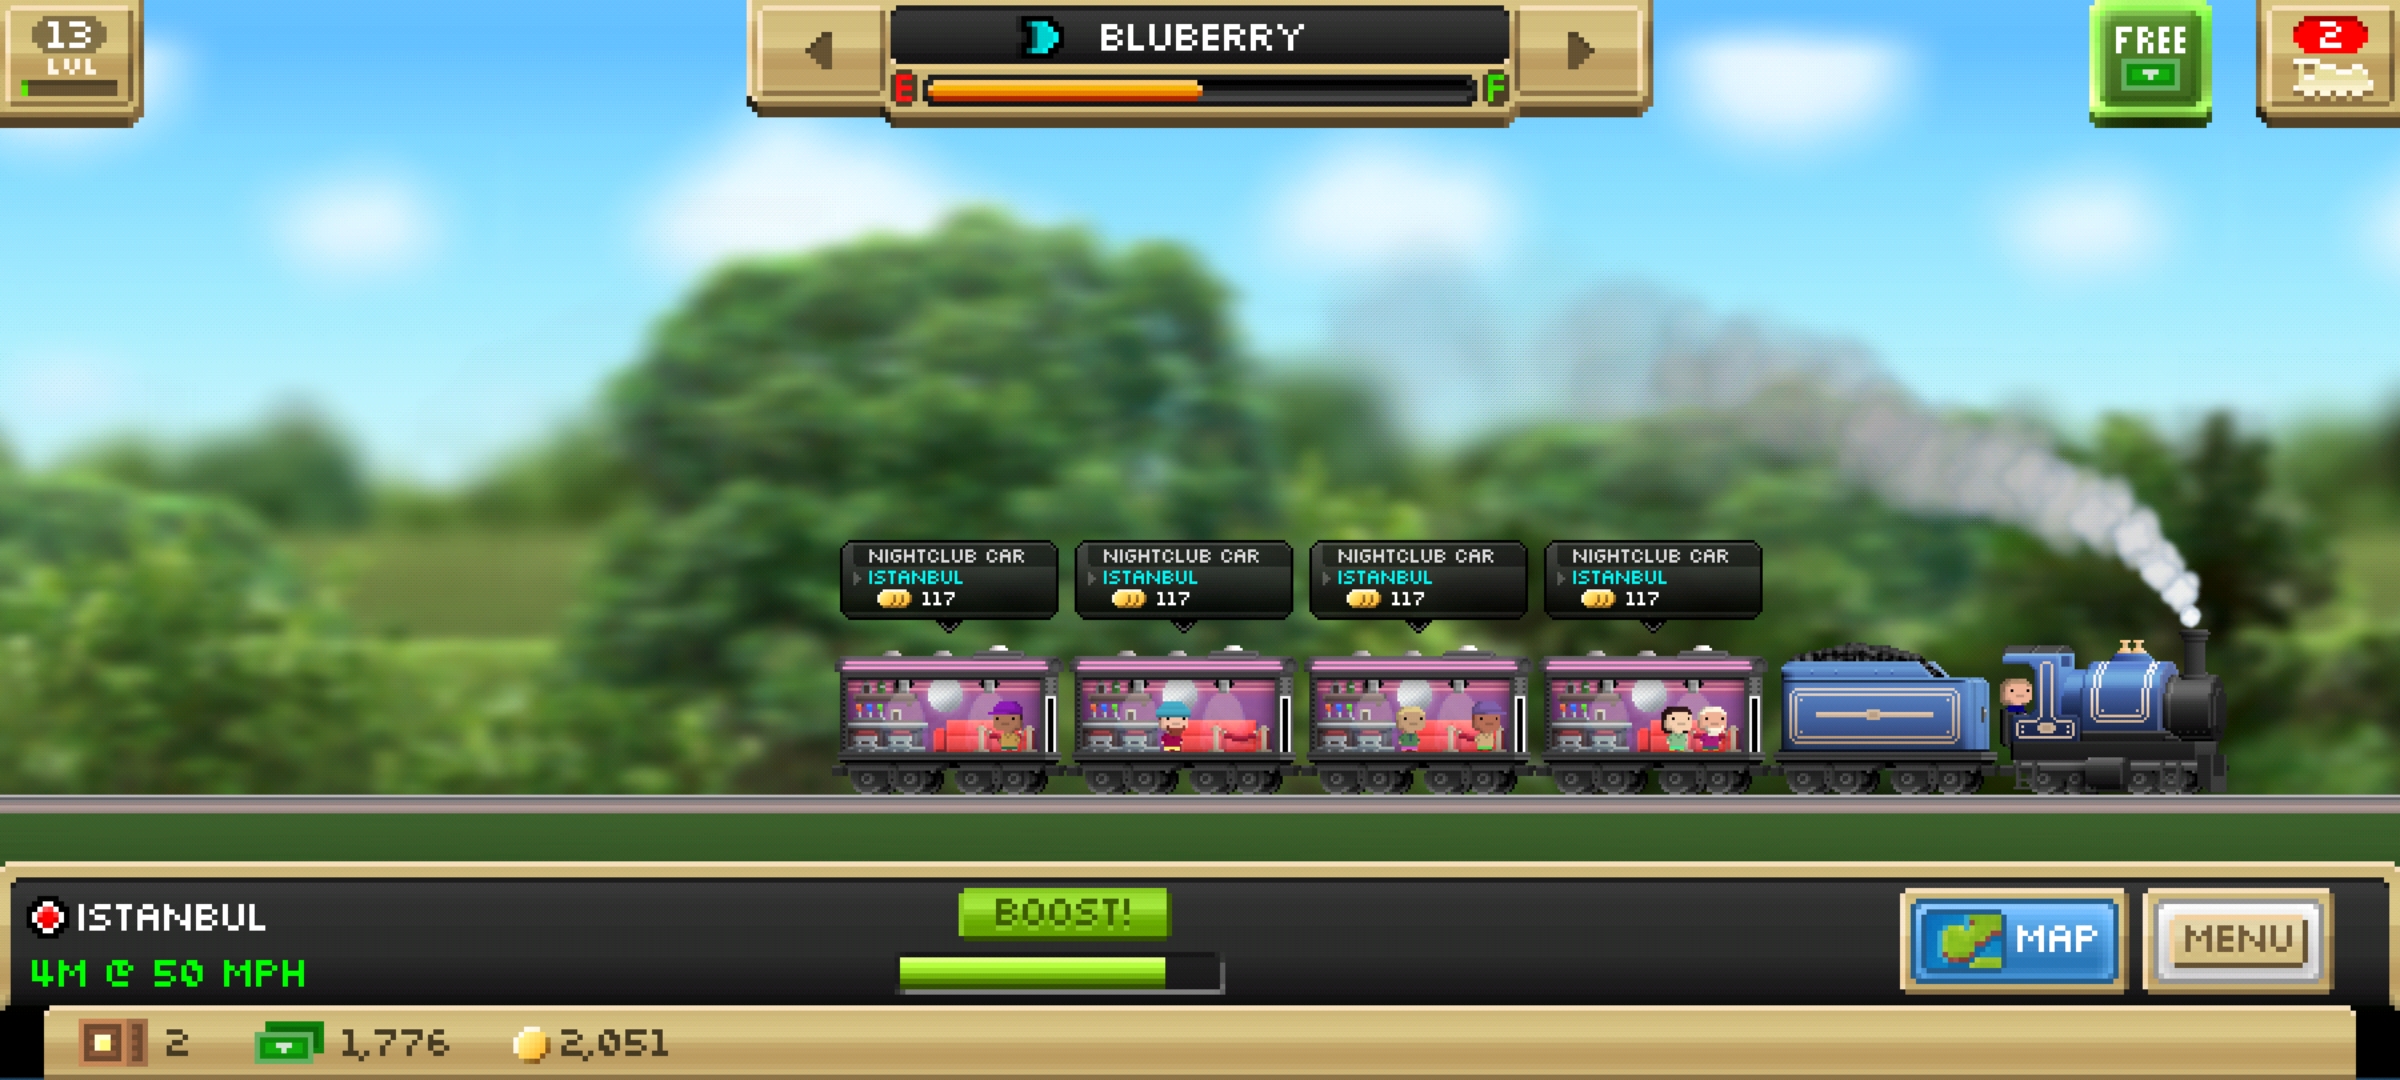 13
LVL
BLUBERRY
E F
FREE
2
NIGHTCLUB CAR
ISTANBUL
117
NIGHTCLUB CAR
ISTANBUL
117
NIGHTCLUB CAR
ISTANBUL
117
NIGHTCLUB CAR
ISTANBUL
117
ISTANBUL
4M @ 50 MPH
BOOST!
MAP
MENU
2
1,776
2,051